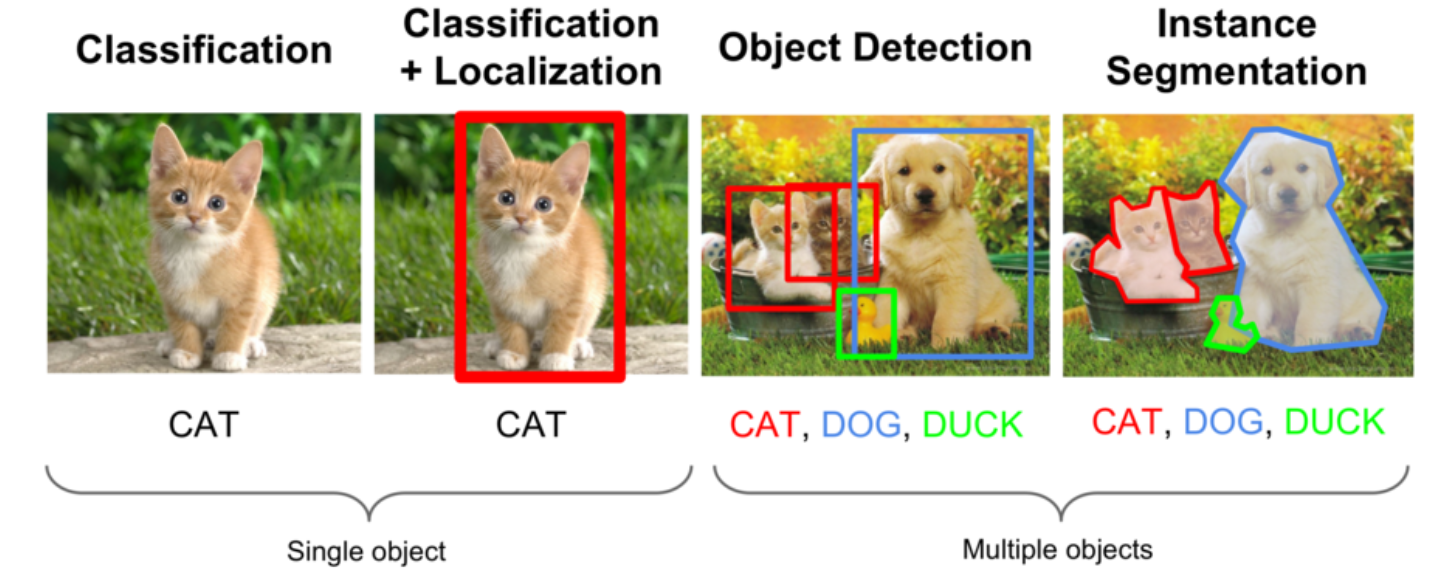 Classification
Classification
+ Localization
Object Detection
Instance
Segmentation
CAT
CAT
CAT, DOG, DUCK
CAT, DOG, DUCK
Single object
Multiple objects